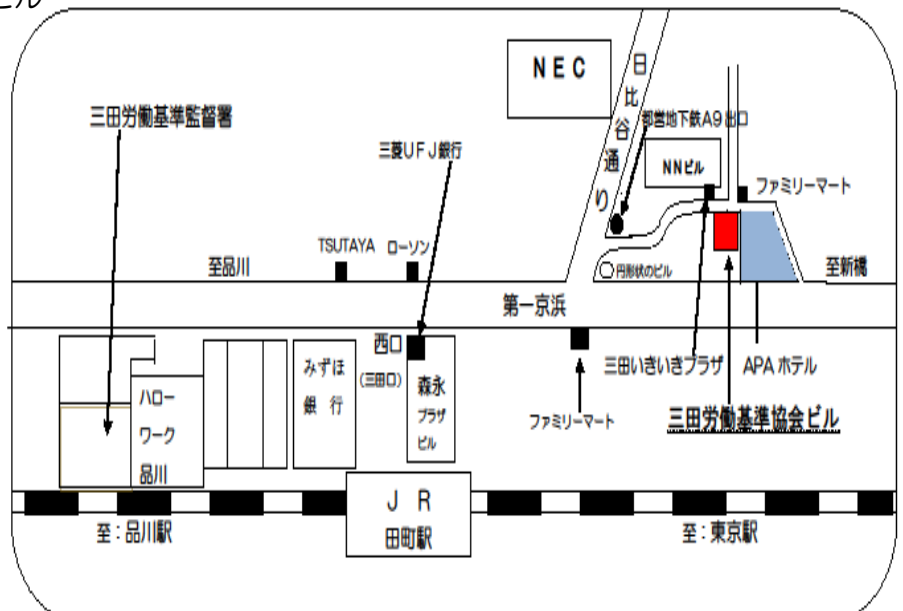 ビル
NEC
日比谷通り
三田労働基準監督署
都営地下鉄A9出口
三菱UFJ銀行
NNビル
ファミリーマート
TSUTAYA
ローソン
至品川
円形状のビル
至新橋
第一京浜
西口
(三田口)
みずほ
銀行
森永
プラザ
ビル
ハロー
ワーク
品川
ファミリーマート
三田いきいきプラザ
APAホテル
三田労働基準協会ビル
JR
田町駅
至:品川駅
至:東京駅